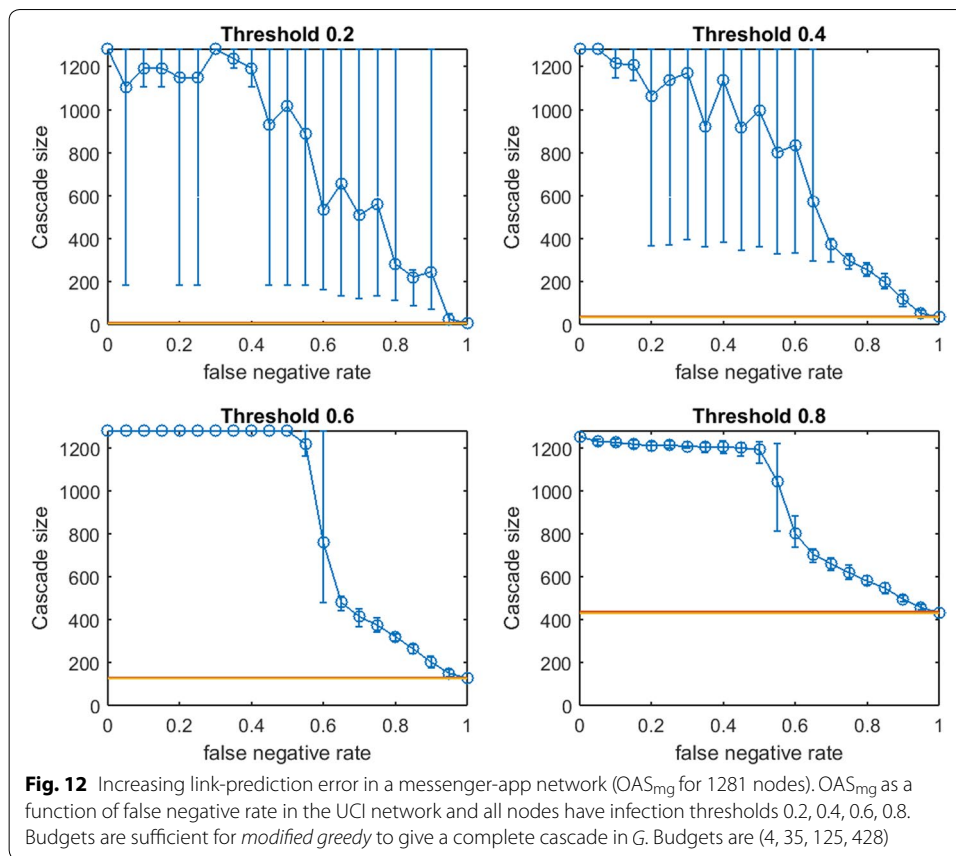 Threshold 0.2
Cascade size
1200
1000
800
600
400
200
0
0 0.2 0.4 0.6 0.8 1
false negative rate
Threshold 0.4
Cascade size
1200
1000
800
600
400
200
0
0 0.2 0.4 0.6 0.8 1
false negative rate
Threshold 0.6
Cascade size
1200
1000
800
600
400
200
0
0 0.2 0.4 0.6 0.8 1
false negative rate
Threshold 0.8
Cascade size
1200
1000
800
600
400
200
0
0 0.2 0.4 0.6 0.8 1
false negative rate
Fig. 12 Increasing link-prediction error in a messenger-app network (OASmg for 1281 nodes). OASmg as a
function of false negative rate in the UCI network and all nodes have infection thresholds 0.2, 0.4, 0.6, 0.8.
Budgets are sufficient for modified greedy to give a complete cascade in G. Budgets are (4, 35, 125, 428)